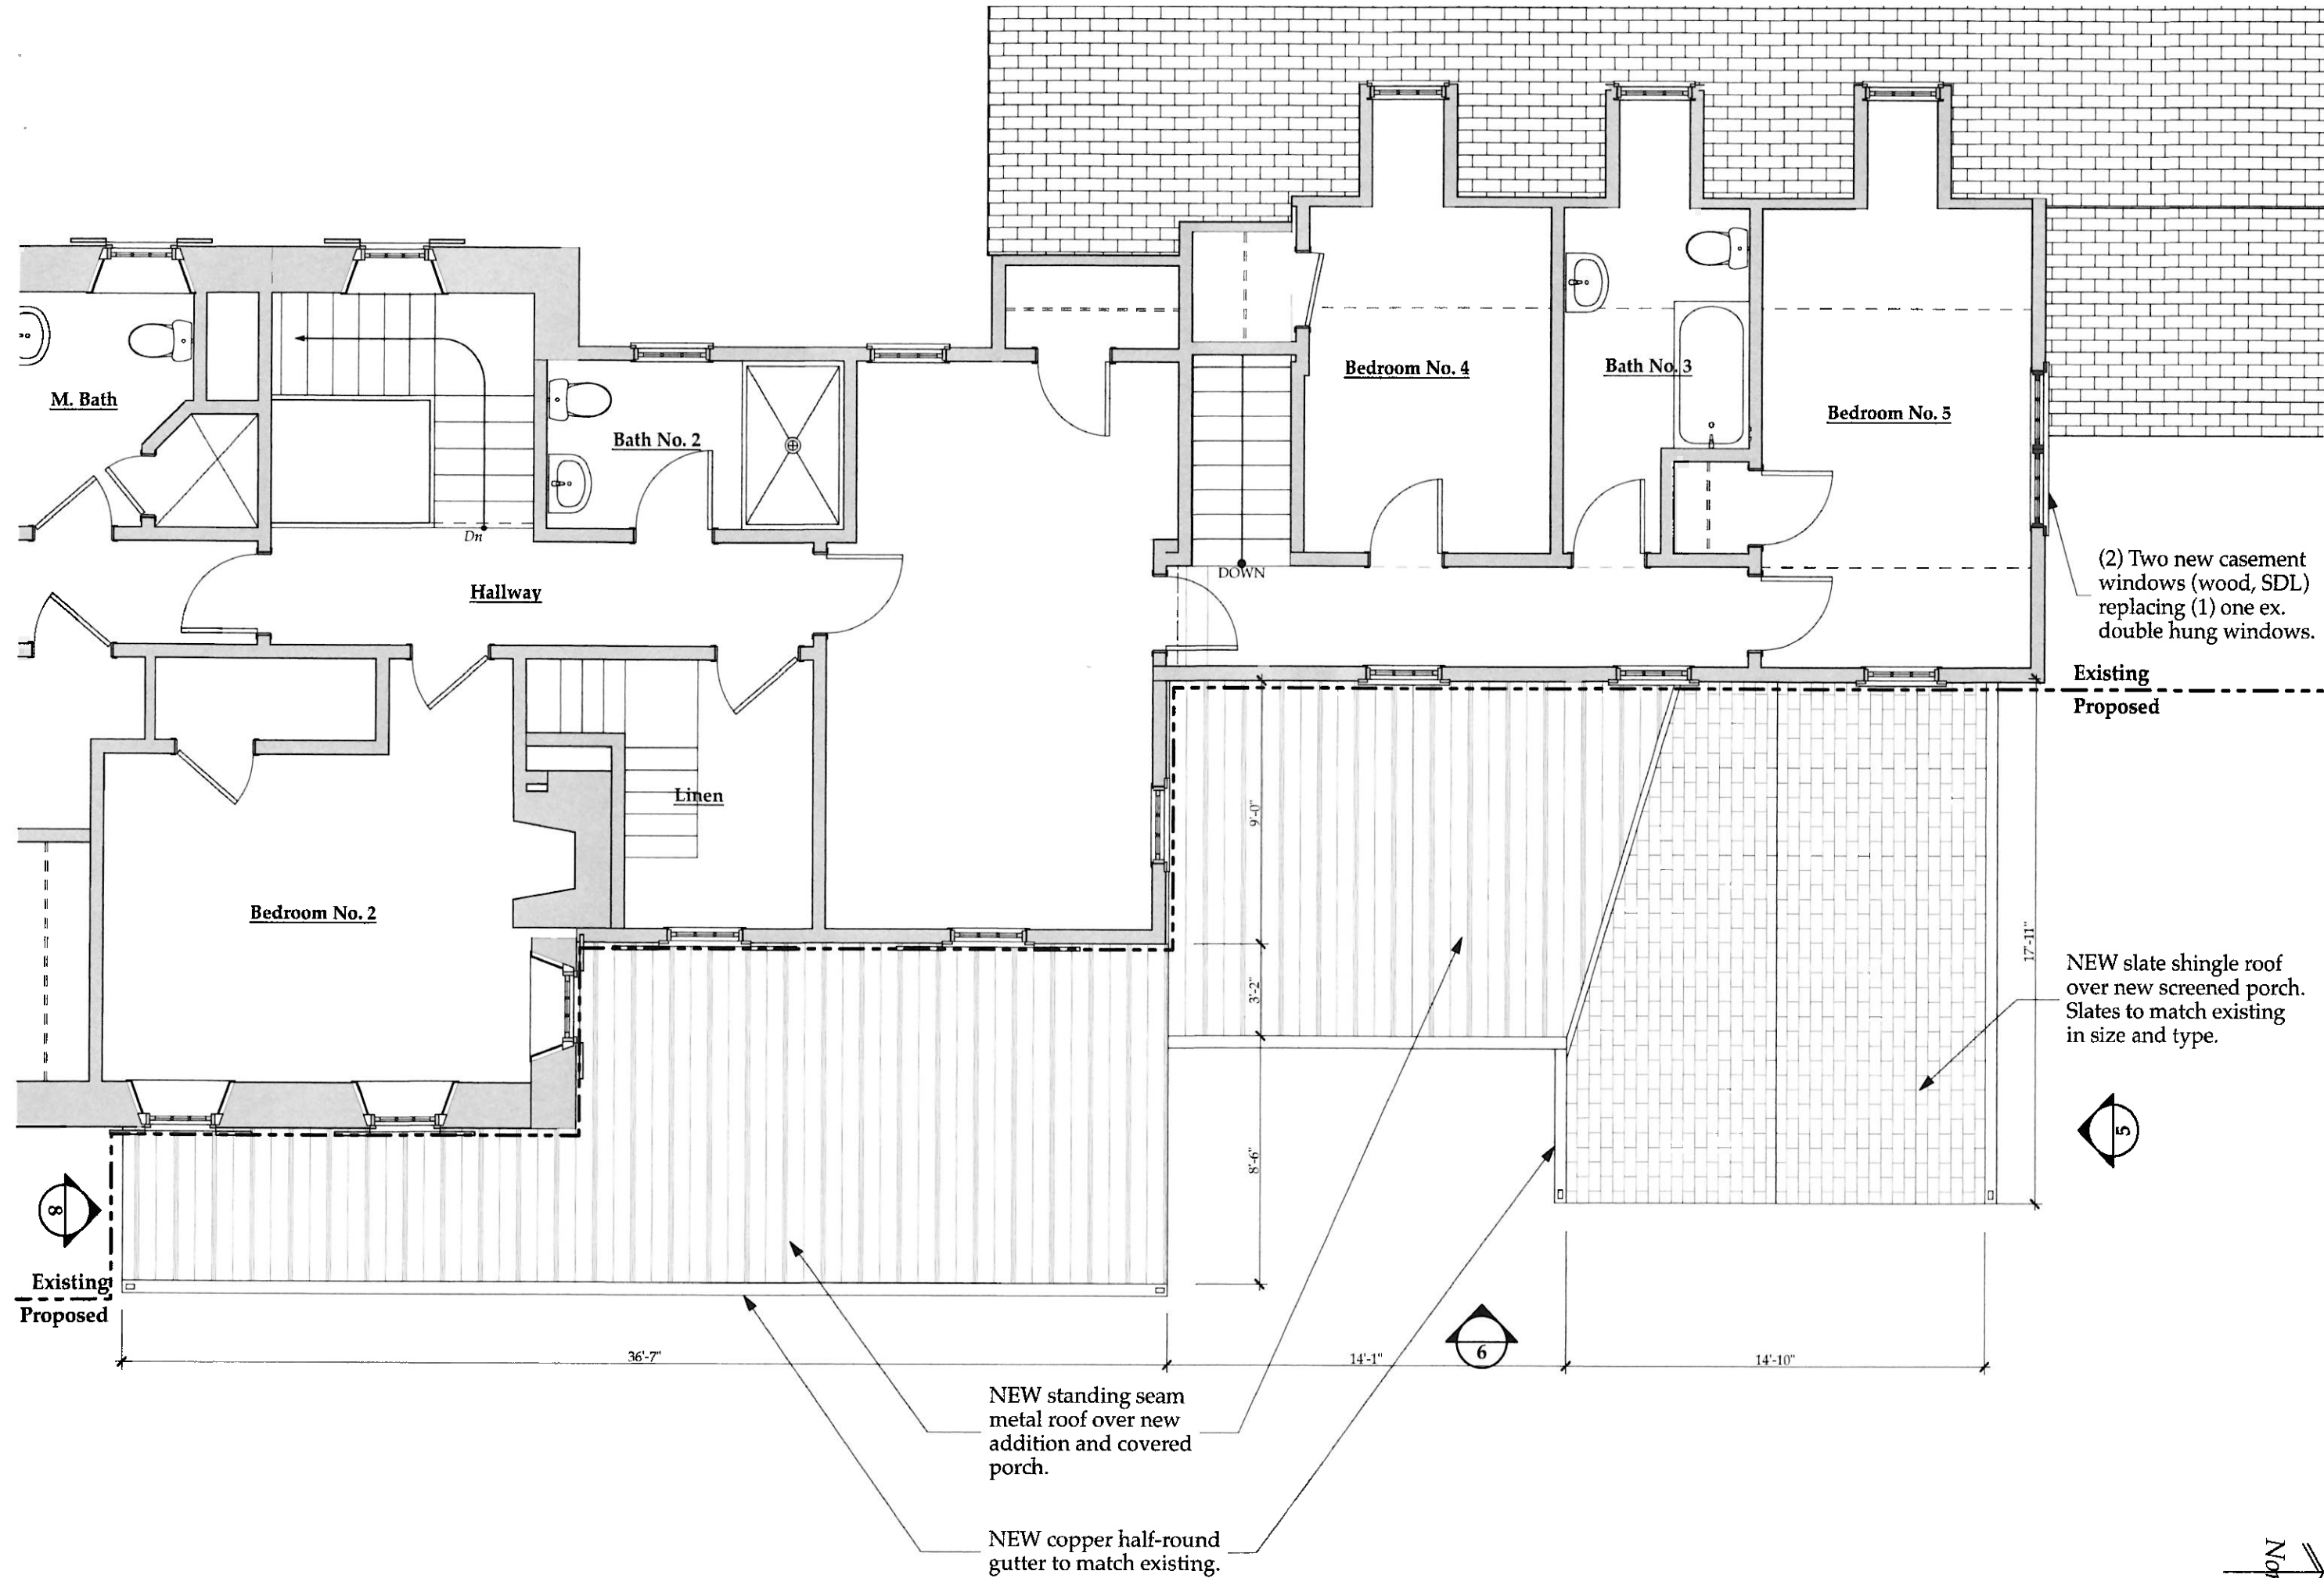 M. Bath
Bath No. 2
Dn
Hallway
Bedroom No. 4
Bath No. 3
Bedroom No. 5
DOWN
(2) Two new casement
windows (wood, SDL)
replacing (1) one ex.
double hung windows.
Existing
Proposed
Linen
Bedroom No. 2
9'-0"
3'-2"
8'-6"
17'-11"
NEW slate shingle roof
over new screened porch.
Slates to match existing
in size and type.
5
8
Existing
Proposed
6
36'-7"
14'-1"
14'-10"
NEW standing seam
metal roof over new
addition and covered
porch.
NEW copper half-round
gutter to match existing.